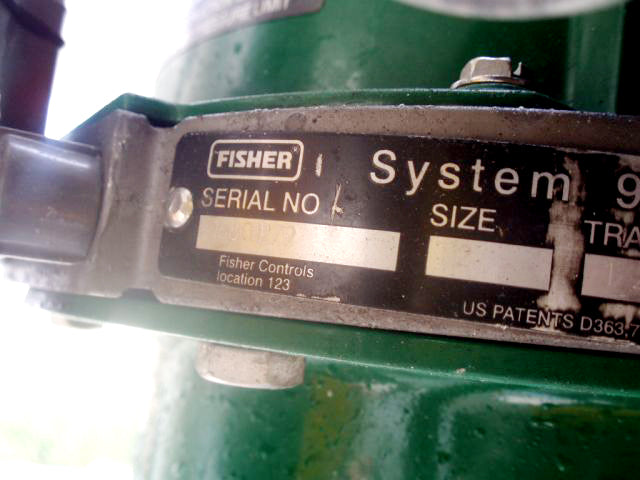 FISHER
System 9
SERIAL NO
SIZE
TRA
Fisher Controls
location 123
US PATENTS D363,7